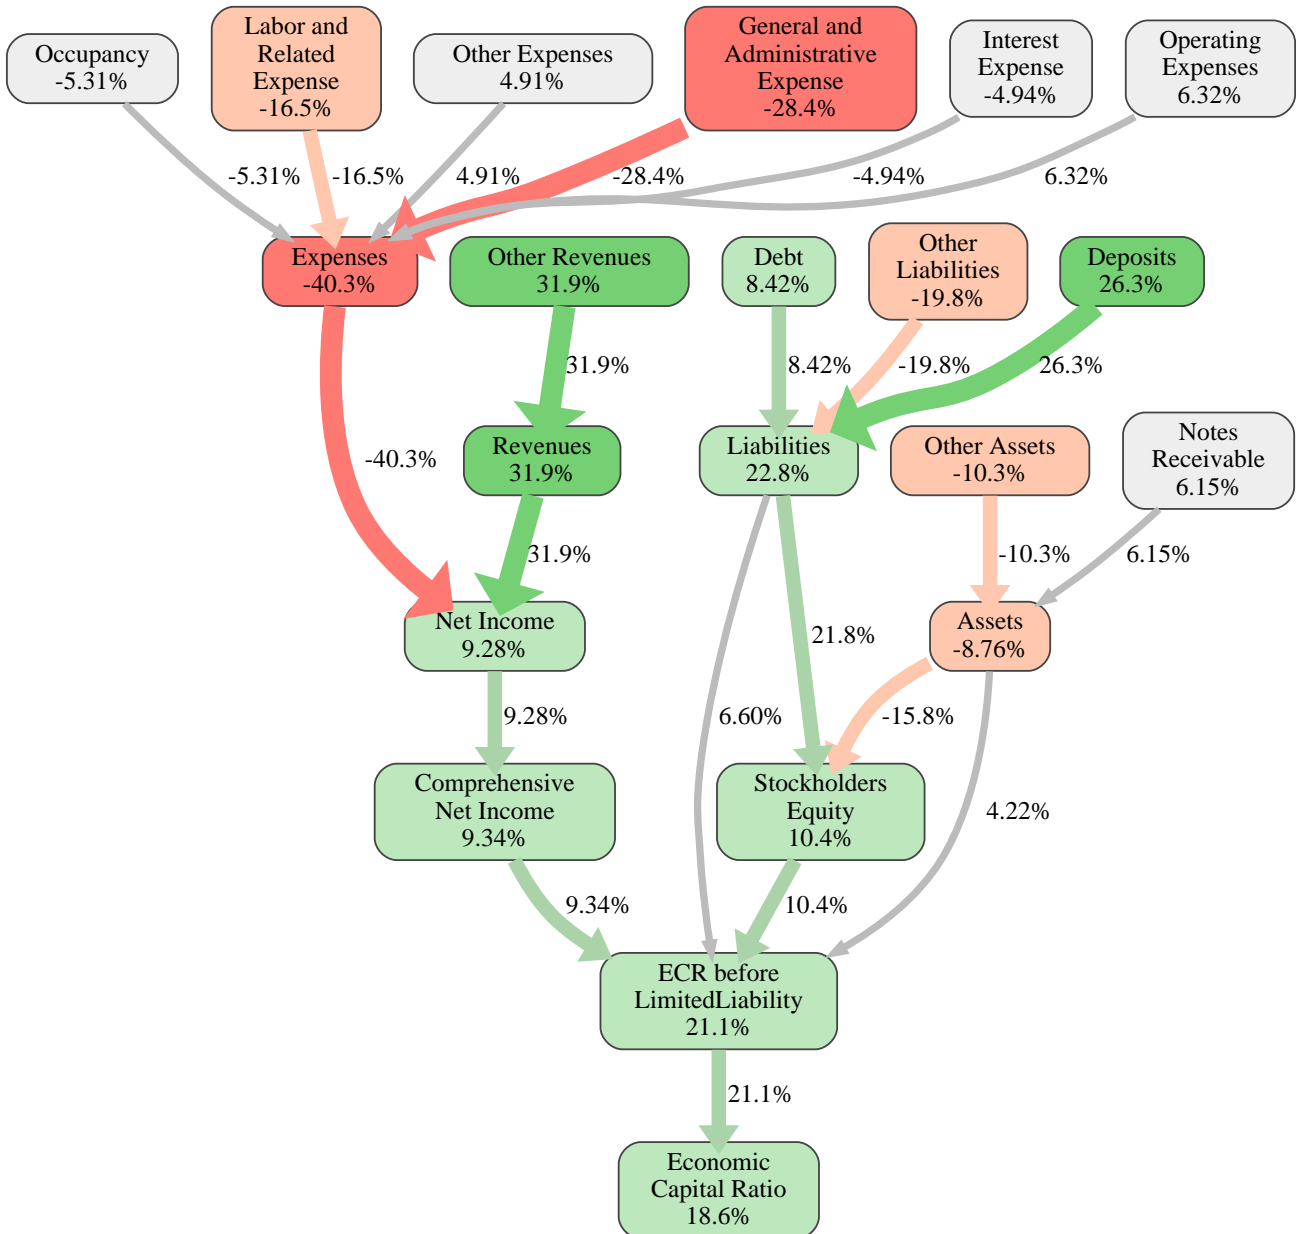 Occupancy
-5.31%
Labor and
Related
Expense
-16.5%
Other Expenses
4.91%
General and
Administrative
Expense
-28.4%
Interest
Expense
-4.94%
Operating
Expenses
6.32%
-5.31%
-16.5%
4.91%
-28.4%
-4.94%
6.32%
Expenses
-40.3%
Other Revenues
31.9%
Debt
8.42%
Other
Liabilities
-19.8%
Deposits
26.3%
31.9%
8.42%
-19.8%
26.3%
-40.3%
Revenues
31.9%
Liabilities
22.8%
Other Assets
-10.3%
Notes
Receivable
6.15%
31.9%
-10.3%
6.15%
Net Income
9.28%
21.8%
Assets
-8.76%
9.28%
6.60%
-15.8%
Comprehensive
Net Income
9.34%
Stockholders
Equity
10.4%
4.22%
9.34%
10.4%
ECR before
LimitedLiability
21.1%
21.1%
Economic
Capital Ratio
18.6%